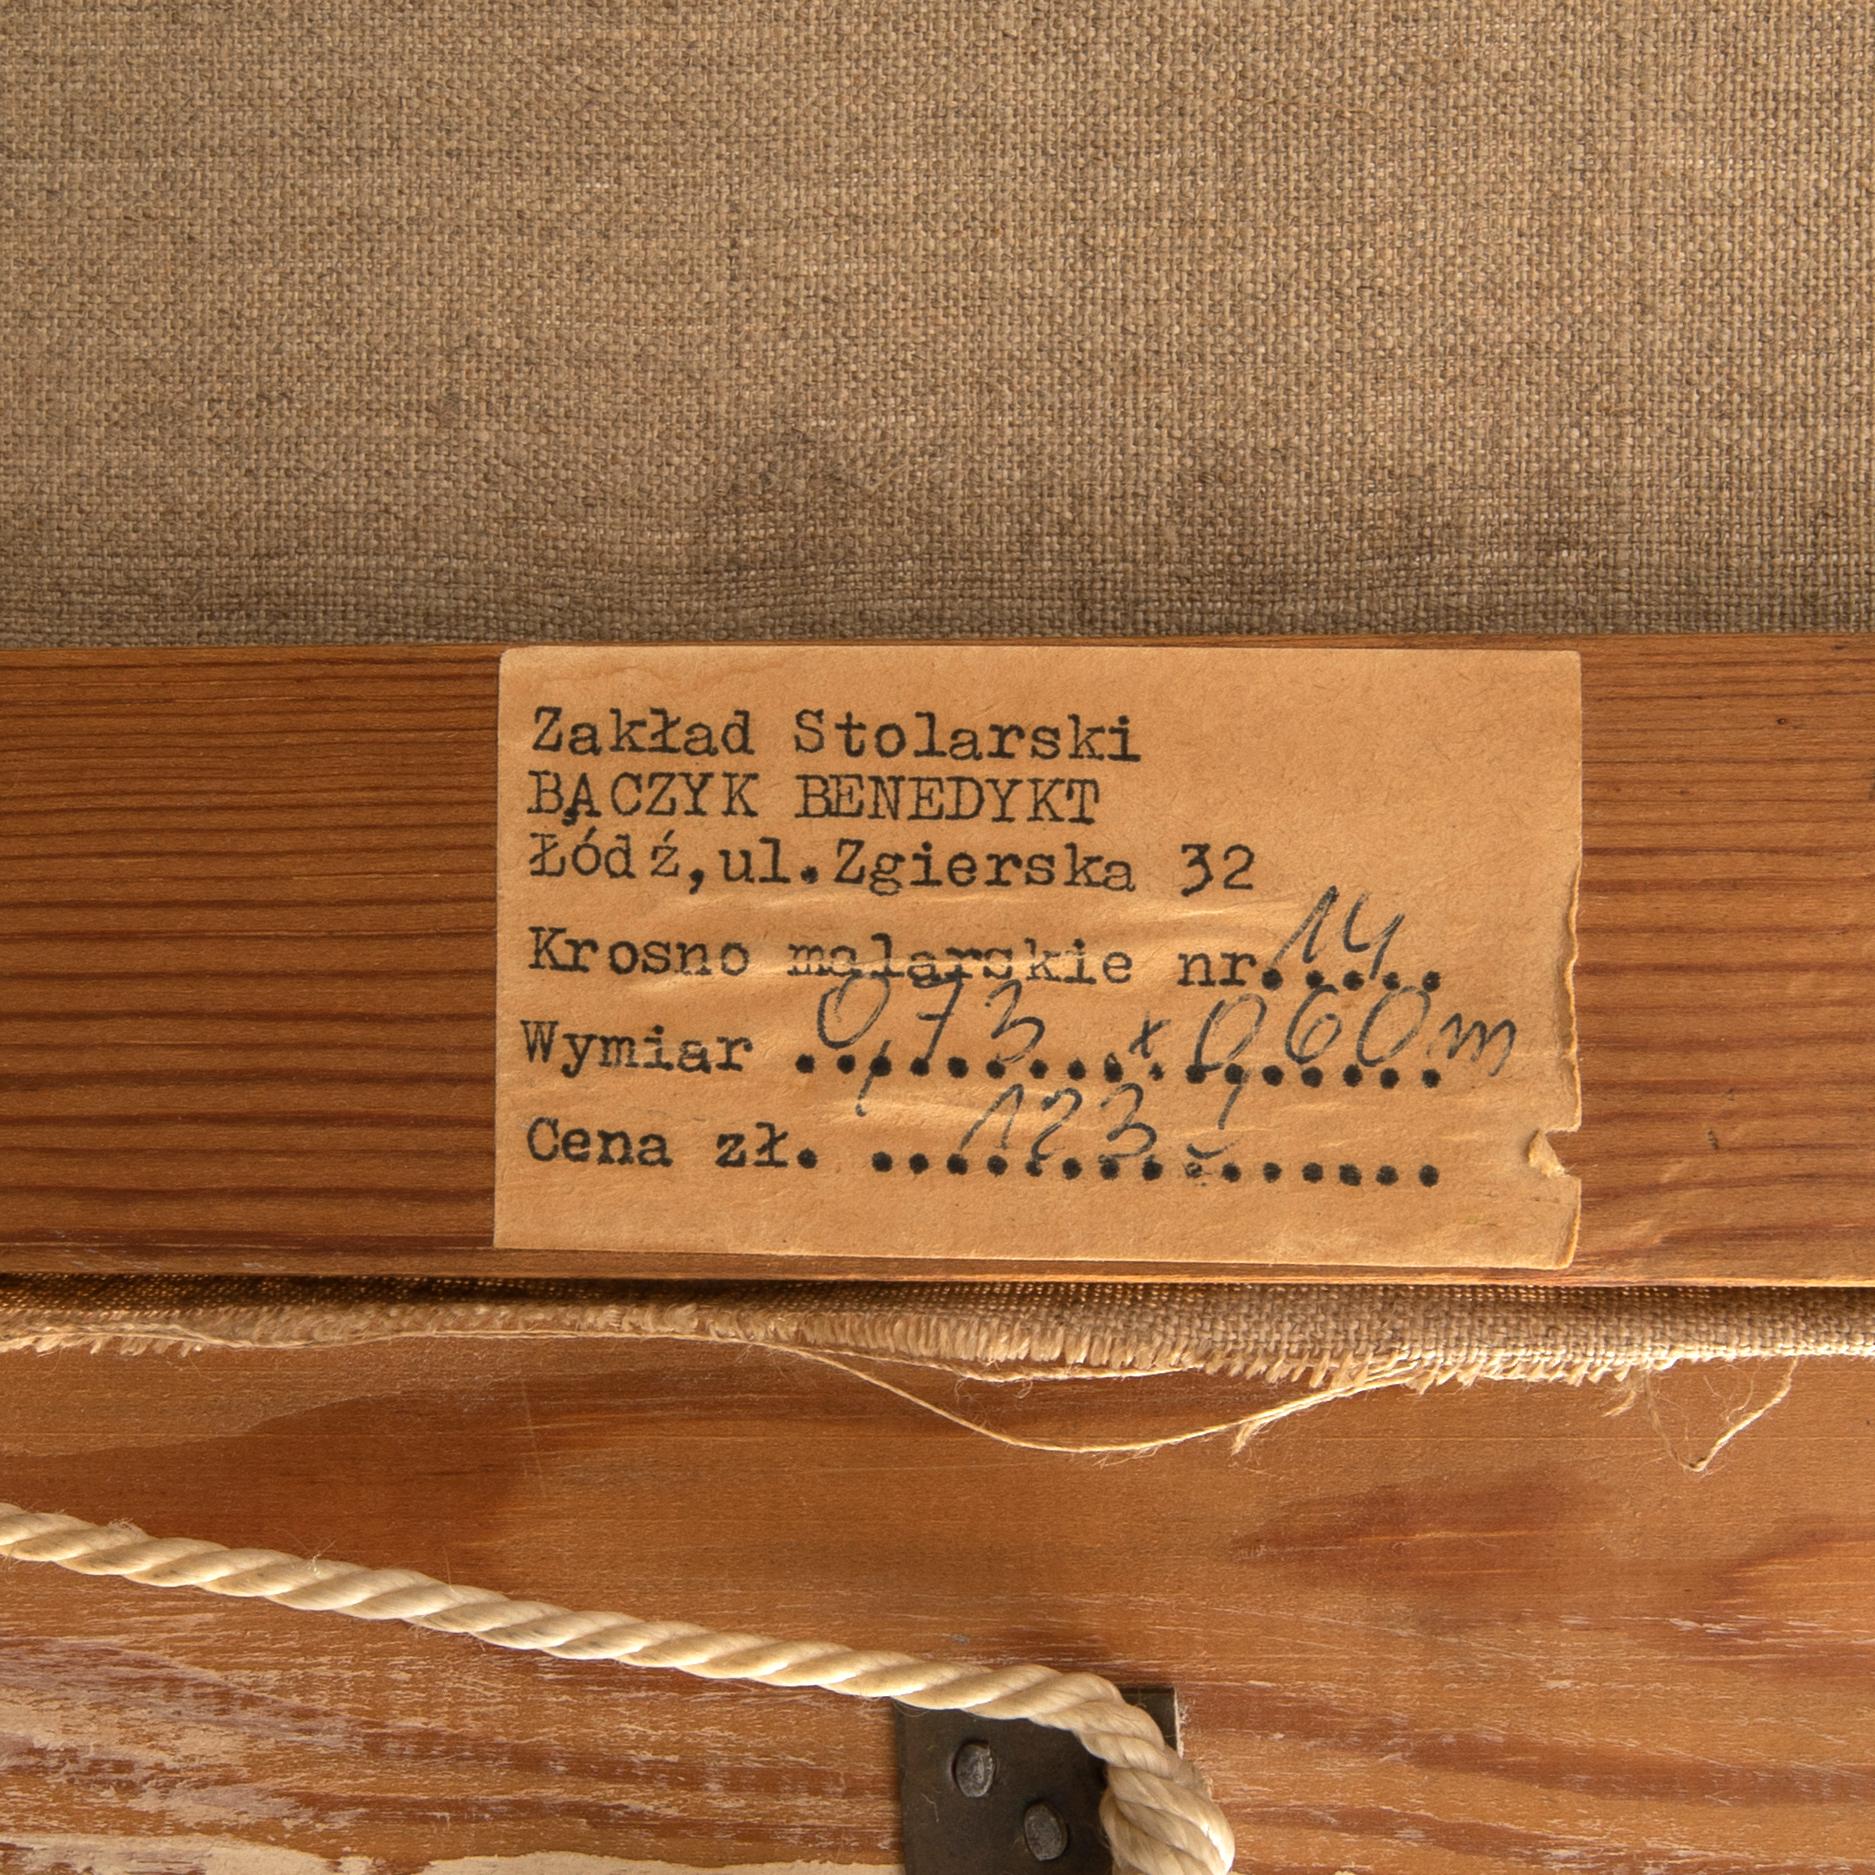 Zakład Stolarski
BĄCZYK BENEDYKT
Łódź,ul.Zgierska 32
Krosno malarskie nr.14....
Wymiar 0,73 x 0,60 m
Cena zł. 123,-